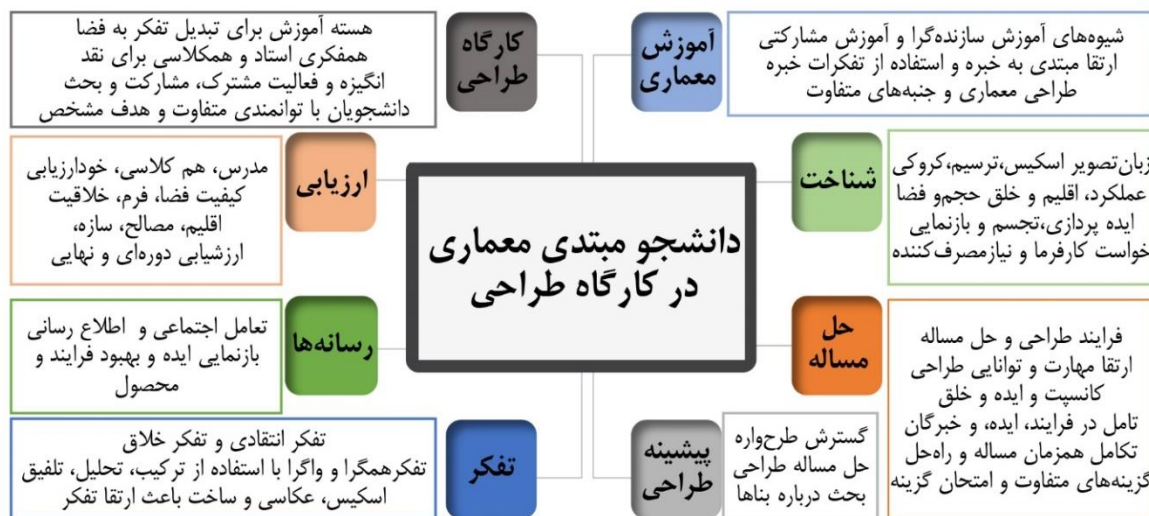 آموزش
معماری
شیوه‌های آموزش سازنده‌گرا و آموزش مشارکتی
ارتقا مبتدی به خبره و استفاده از تفکرات خبره
طراحی معماری و جنبه‌های متفاوت
کارگاه
طراحی
هسته آموزش برای تبدیل تفکر به فضا
همفکری استاد و همکلاسی برای نقد
انگیزه و فعالیت مشترک، مشارکت و بحث
دانشجویان با توانمندی متفاوت و هدف مشخص
شناخت
زبان‌تصویر اسکیس،ترسیم،کروکی
عملکرد، اقلیم و خلق حجم‌و فضا
ایده پردازی،تجسم و بازنمایی
خواست کارفرما و نیازمصرف‌کننده
ارزیابی
مدرس، هم کلاسی، خودارزیابی
کیفیت فضا، فرم، خلاقیت
اقلیم، مصالح، سازه،
ارزشیابی دوره‌ای و نهایی
دانشجو مبتدی معماری
در کارگاه طراحی
حل
مساله
فرایند طراحی و حل مساله
ارتقا مهارت و توانایی طراحی
کانسپت و ایده و خلق
تامل در فرایند، ایده، و خبرگان
تکامل همزمان مساله و راه‌حل
گزینه‌های متفاوت و امتحان گزینه
رسانه‌ها
تعامل اجتماعی و اطلاع رسانی
بازنمایی ایده و بهبود فرایند و
محصول
پیشینه
طراحی
گسترش طرح‌واره
حل مساله طراحی
بحث درباره بناها
تفکر
تفکر انتقادی و تفکر خلاق
تفکرهمگرا و واگرا با استفاده از ترکیب، تحلیل، تلفیق
اسکیس، عکاسی و ساخت باعث ارتقا تفکر